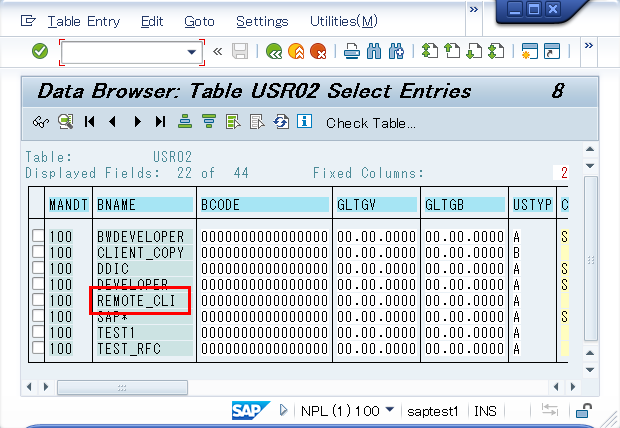 Table Entry Edit Goto Settings Utilities(M) »
« »
Data Browser: Table USR02 Select Entries 8
Check Table...
Table: USR02
Displayed Fields: 22 of 44 Fixed Columns: 2
MANDT BNAME BCODE GLTGV GLTGB USTYP C
100 BWDEVELOPER 0000000000000000 00.00.0000 00.00.0000 A S
100 CLIENT_COPY 0000000000000000 00.00.0000 00.00.0000 B
100 DDIC 0000000000000000 00.00.0000 00.00.0000 A S
100 DEVELOPER 0000000000000000 00.00.0000 00.00.0000 A S
100 REMOTE_CLI 0000000000000000 00.00.0000 00.00.0000 A
100 SAP* 0000000000000000 00.00.0000 00.00.0000 A S
100 TEST1 0000000000000000 00.00.0000 00.00.0000 A
100 TEST_RFC 0000000000000000 00.00.0000 00.00.0000 A
SAP NPL (1) 100 saptest1 INS